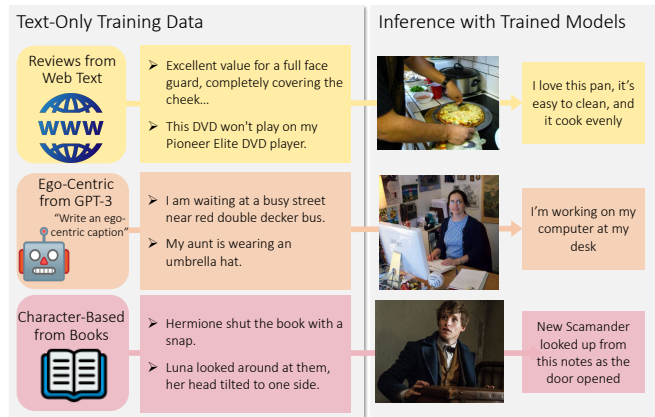 Text-Only Training Data
Inference with Trained Models
Reviews from
Web Text
WWW
➢ Excellent value for a full face
guard, completely covering the
cheek…
➢ This DVD won't play on my
Pioneer Elite DVD player.
I love this pan, it's
easy to clean, and
it cook evenly
Ego-Centric
from GPT-3
"Write an ego-
centric caption"
➢ I am waiting at a busy street
near red double decker bus.
➢ My aunt is wearing an
umbrella hat.
I'm working on my
computer at my
desk
Character-Based
from Books
➢ Hermione shut the book with a
snap.
➢ Luna looked around at them,
her head tilted to one side.
New Scamander
looked up from
this notes as the
door opened